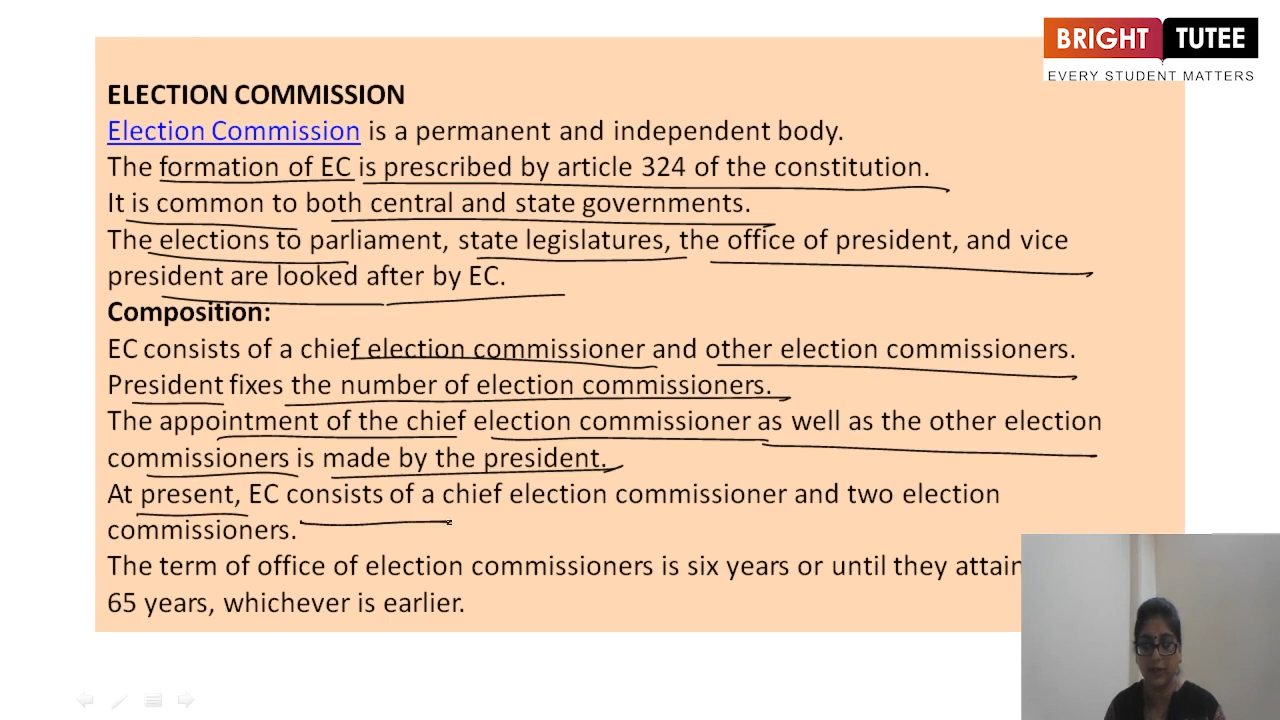 BRIGHT TUTEE
EVERY STUDENT MATTERS
ELECTION COMMISSION
Election Commission is a permanent and independent body.
The formation of EC is prescribed by article 324 of the constitution.
It is common to both central and state governments.
The elections to parliament, state legislatures, the office of president, and vice
president are looked after by EC.
Composition:
EC consists of a chief election commissioner and other election commissioners.
President fixes the number of election commissioners.
The appointment of the chief election commissioner as well as the other election
commissioners is made by the president.
At present, EC consists of a chief election commissioner and two election
commissioners.
The term of office of election commissioners is six years or until they attain
65 years, whichever is earlier.